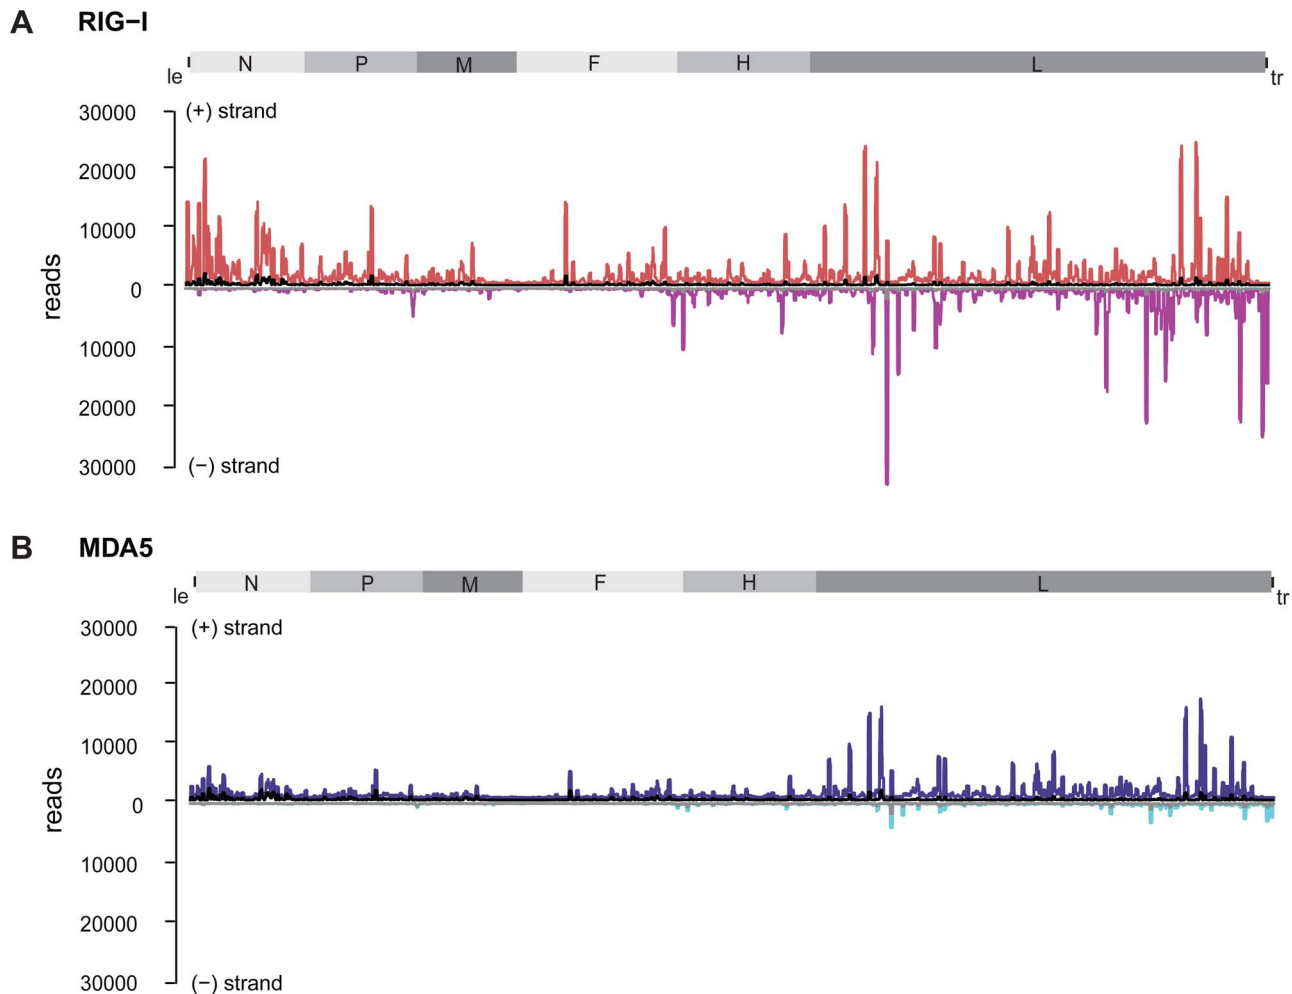 A RIG−I
le N P M F H L tr
30000 (+) strand
20000
10000
0
reads
10000
20000
30000 (−) strand
B MDA5
le N P M F H L tr
30000 (+) strand
20000
10000
0
reads
10000
20000
30000 (−) strand